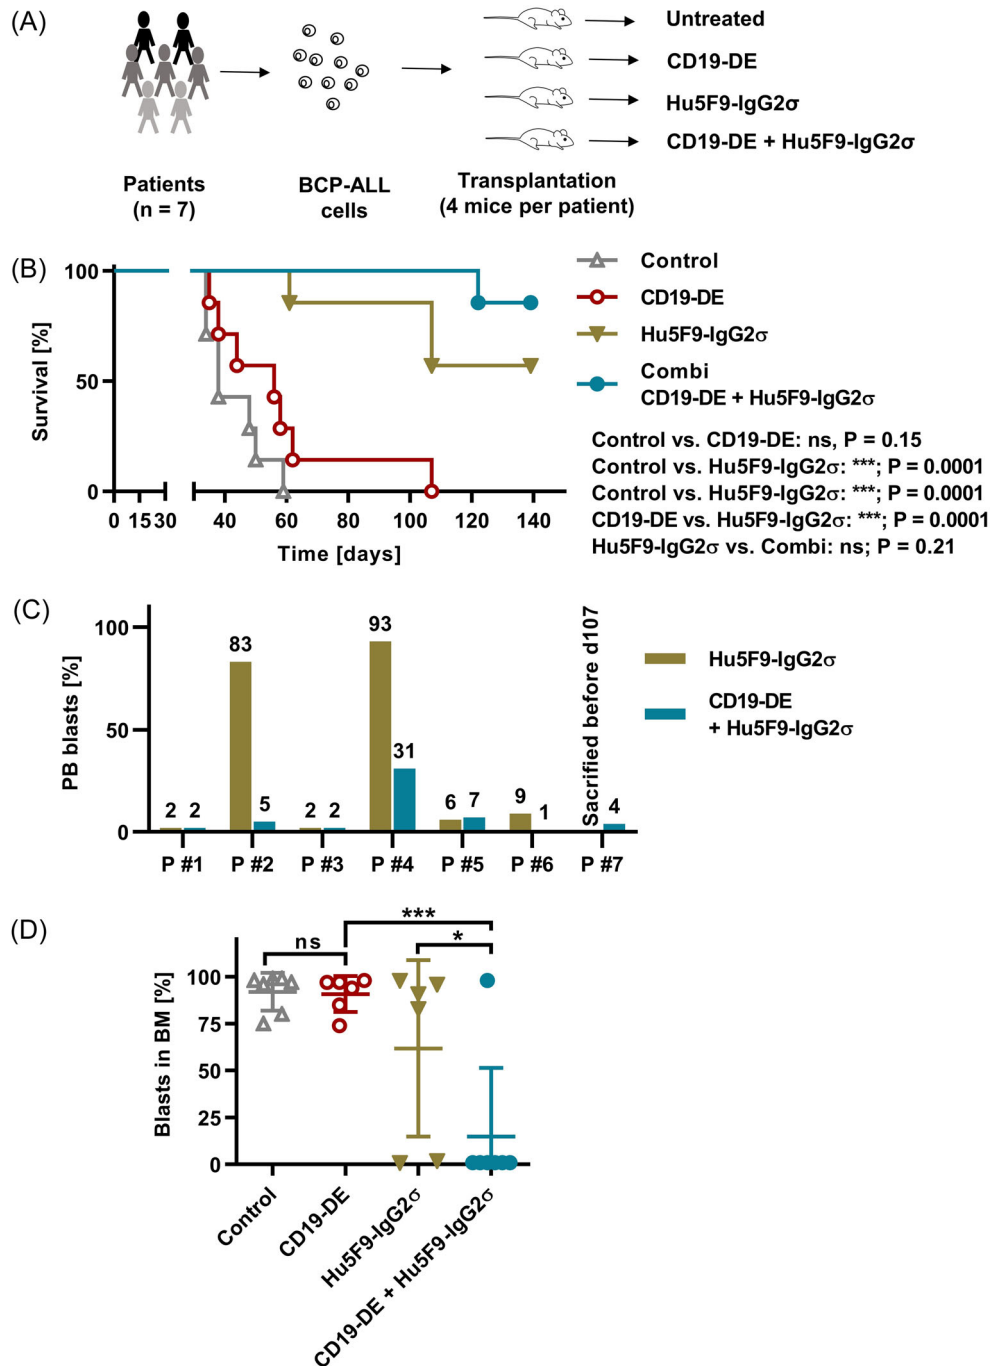 (A)
Untreated
CD19-DE
Hu5F9-IgG2σ
CD19-DE + Hu5F9-IgG2σ
Patients
(n = 7)
BCP-ALL
cells
Transplantation
(4 mice per patient)
(B)
100
50
0
Survival [%]
0 15 30 40 60 80 100 120 140
Time [days]
Control
CD19-DE
Hu5F9-IgG2σ
Combi
CD19-DE + Hu5F9-IgG2σ
Control vs. CD19-DE: ns, P = 0.15
Control vs. Hu5F9-IgG2σ: ***; P = 0.0001
Control vs. Hu5F9-IgG2σ: ***; P = 0.0001
CD19-DE vs. Hu5F9-IgG2σ: ***; P = 0.0001
Hu5F9-IgG2σ vs. Combi: ns; P = 0.21
(C)
100
50
0
PB blasts [%]
2 2 83 5 2 2 93 31 6 7 9 1 4
Sacrified before d107
P #1 P #2 P #3 P #4 P #5 P #6 P #7
Hu5F9-IgG2σ
CD19-DE
+ Hu5F9-IgG2σ
(D)
***
ns
*
100
75
50
25
0
Blasts in BM [%]
Control
CD19-DE
Hu5F9-IgG2σ
CD19-DE + Hu5F9-IgG2σ